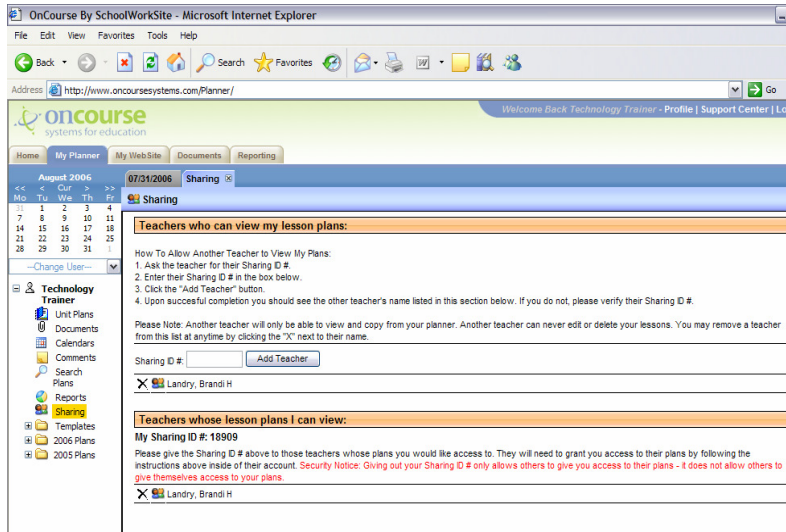 OnCourse By SchoolWorkSite - Microsoft Internet Explorer
File Edit View Favorites Tools Help
Back Search Favorites
Address http://www.oncoursesystems.com/Planner/ Go
oncourse
systems for education
Welcome Back Technology Trainer - Profile | Support Center | Lo
Home My Planner My WebSite Documents Reporting
August 2006
<< < Cur > >>
Mo Tu We Th Fr
31 1 2 3 4
7 8 9 10 11
14 15 16 17 18
21 22 23 24 25
28 29 30 31 1
--Change User--
Technology
Trainer
Unit Plans
Documents
Calendars
Comments
Search
Plans
Reports
Sharing
Templates
2006 Plans
2005 Plans
07/31/2006 Sharing
Sharing
Teachers who can view my lesson plans:
How To Allow Another Teacher to View My Plans:
1. Ask the teacher for their Sharing ID #.
2. Enter their Sharing ID # in the box below.
3. Click the "Add Teacher" button.
4. Upon succesful completion you should see the other teacher's name listed in this section below. If you do not, please verify their Sharing ID #.
Please Note: Another teacher will only be able to view and copy from your planner. Another teacher can never edit or delete your lessons. You may remove a teacher
from this list at anytime by clicking the "X" next to their name.
Sharing ID #: Add Teacher
Landry, Brandi H
Teachers whose lesson plans I can view:
My Sharing ID #: 18909
Please give the Sharing ID # above to those teachers whose plans you would like access to. They will need to grant you access to their plans by following the
instructions above inside of their account. Security Notice: Giving out your Sharing ID # only allows others to give you access to their plans - it does not allow others to
give themselves access to your plans.
Landry, Brandi H